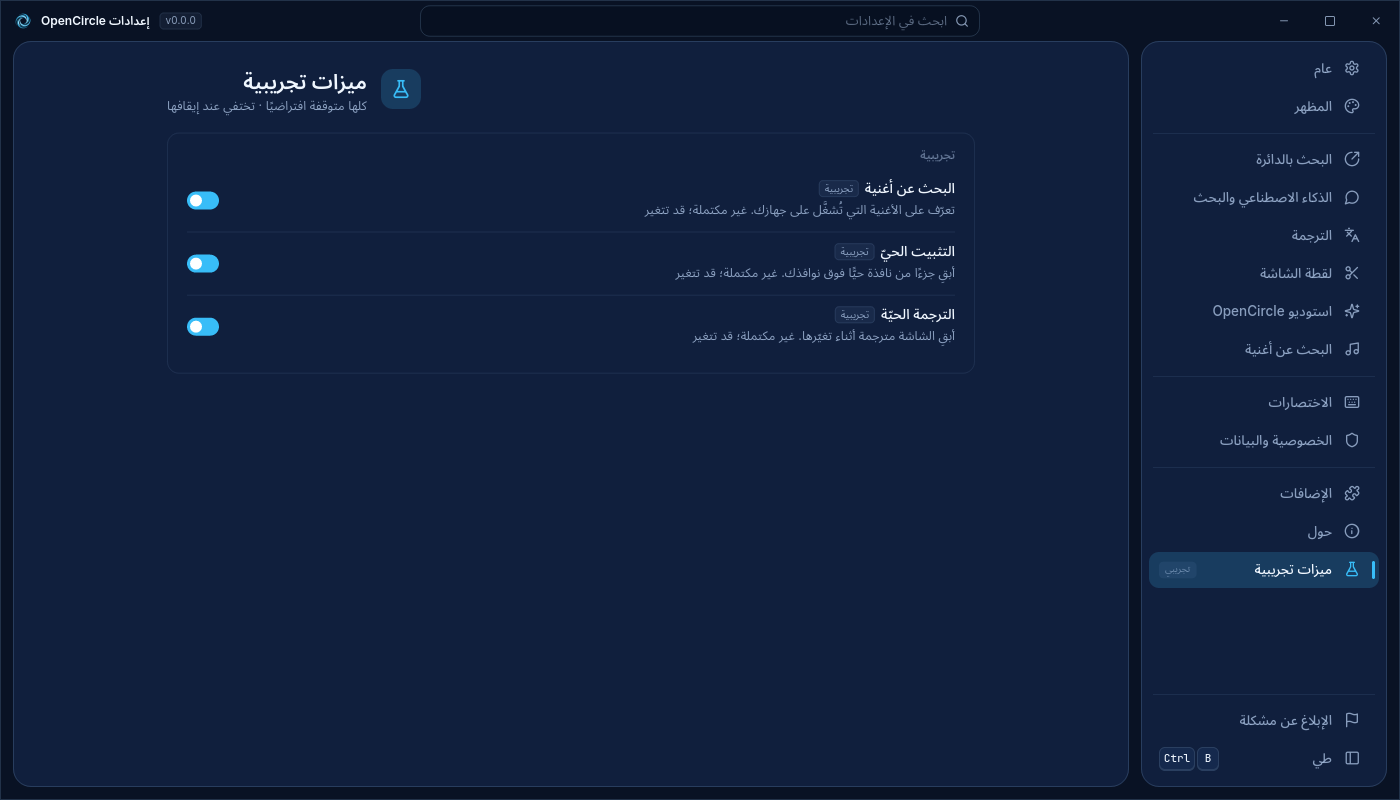 إعدادات OpenCircle
v0.0.0
ابحث في الإعدادات
عام
المظهر
البحث بالدائرة
الذكاء الاصطناعي والبحث
الترجمة
لقطة الشاشة
استوديو OpenCircle
البحث عن أغنية
الاختصارات
الخصوصية والبيانات
الإضافات
حول
ميزات تجريبية تجريبي
الإبلاغ عن مشكلة
طي Ctrl B
ميزات تجريبية
كلها متوقفة افتراضيًا · تختفي عند إيقافها
تجريبية
البحث عن أغنية تجريبية
تعرّف على الأغنية التي تُشغَّل على جهازك. غير مكتملة؛ قد تتغير
التثبيت الحيّ تجريبية
أبقِ جزءًا من نافذة حيًّا فوق نوافذك. غير مكتملة؛ قد تتغير
الترجمة الحيّة تجريبية
أبقِ الشاشة مترجمة أثناء تغيّرها. غير مكتملة؛ قد تتغير